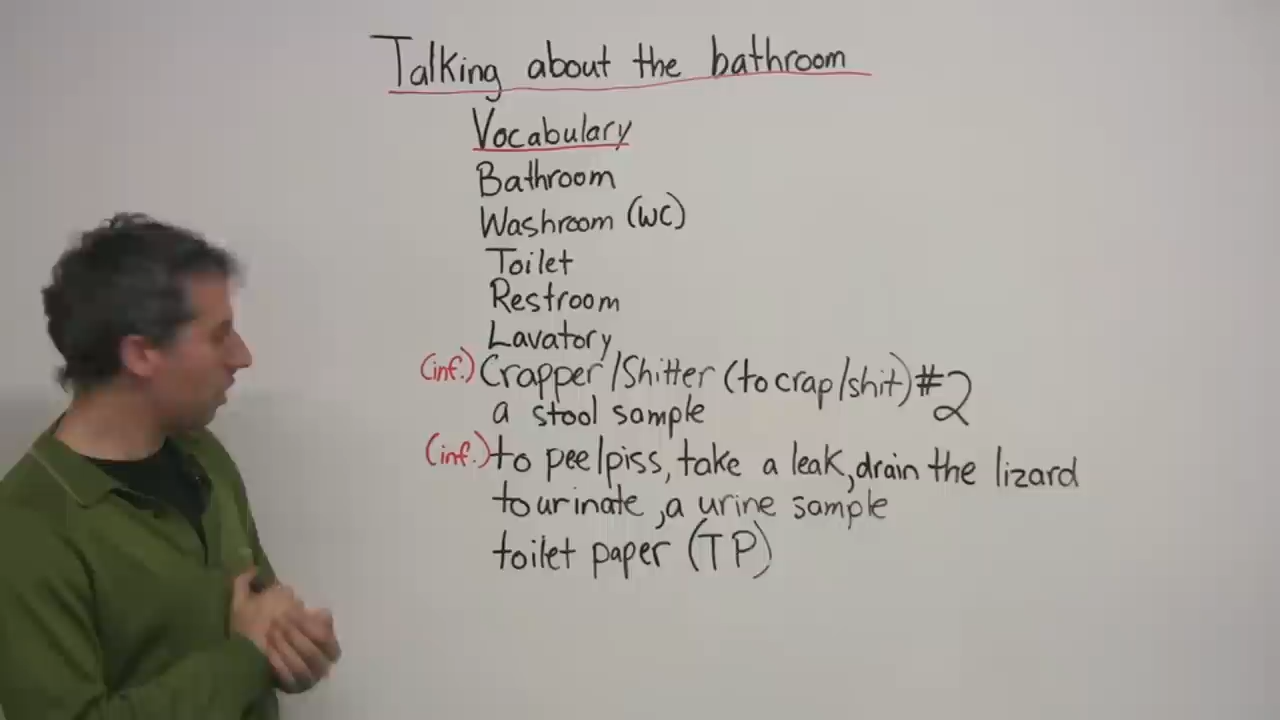 Talking about the bathroom
Vocabulary
Bathroom
Washroom (WC)
Toilet
Restroom
Lavatory
(inf.) Crapper/Shitter (to crap/shit) #2
a stool sample
(inf.) to pee/piss, take a leak, drain the lizard
to urinate, a urine sample
toilet paper (TP)